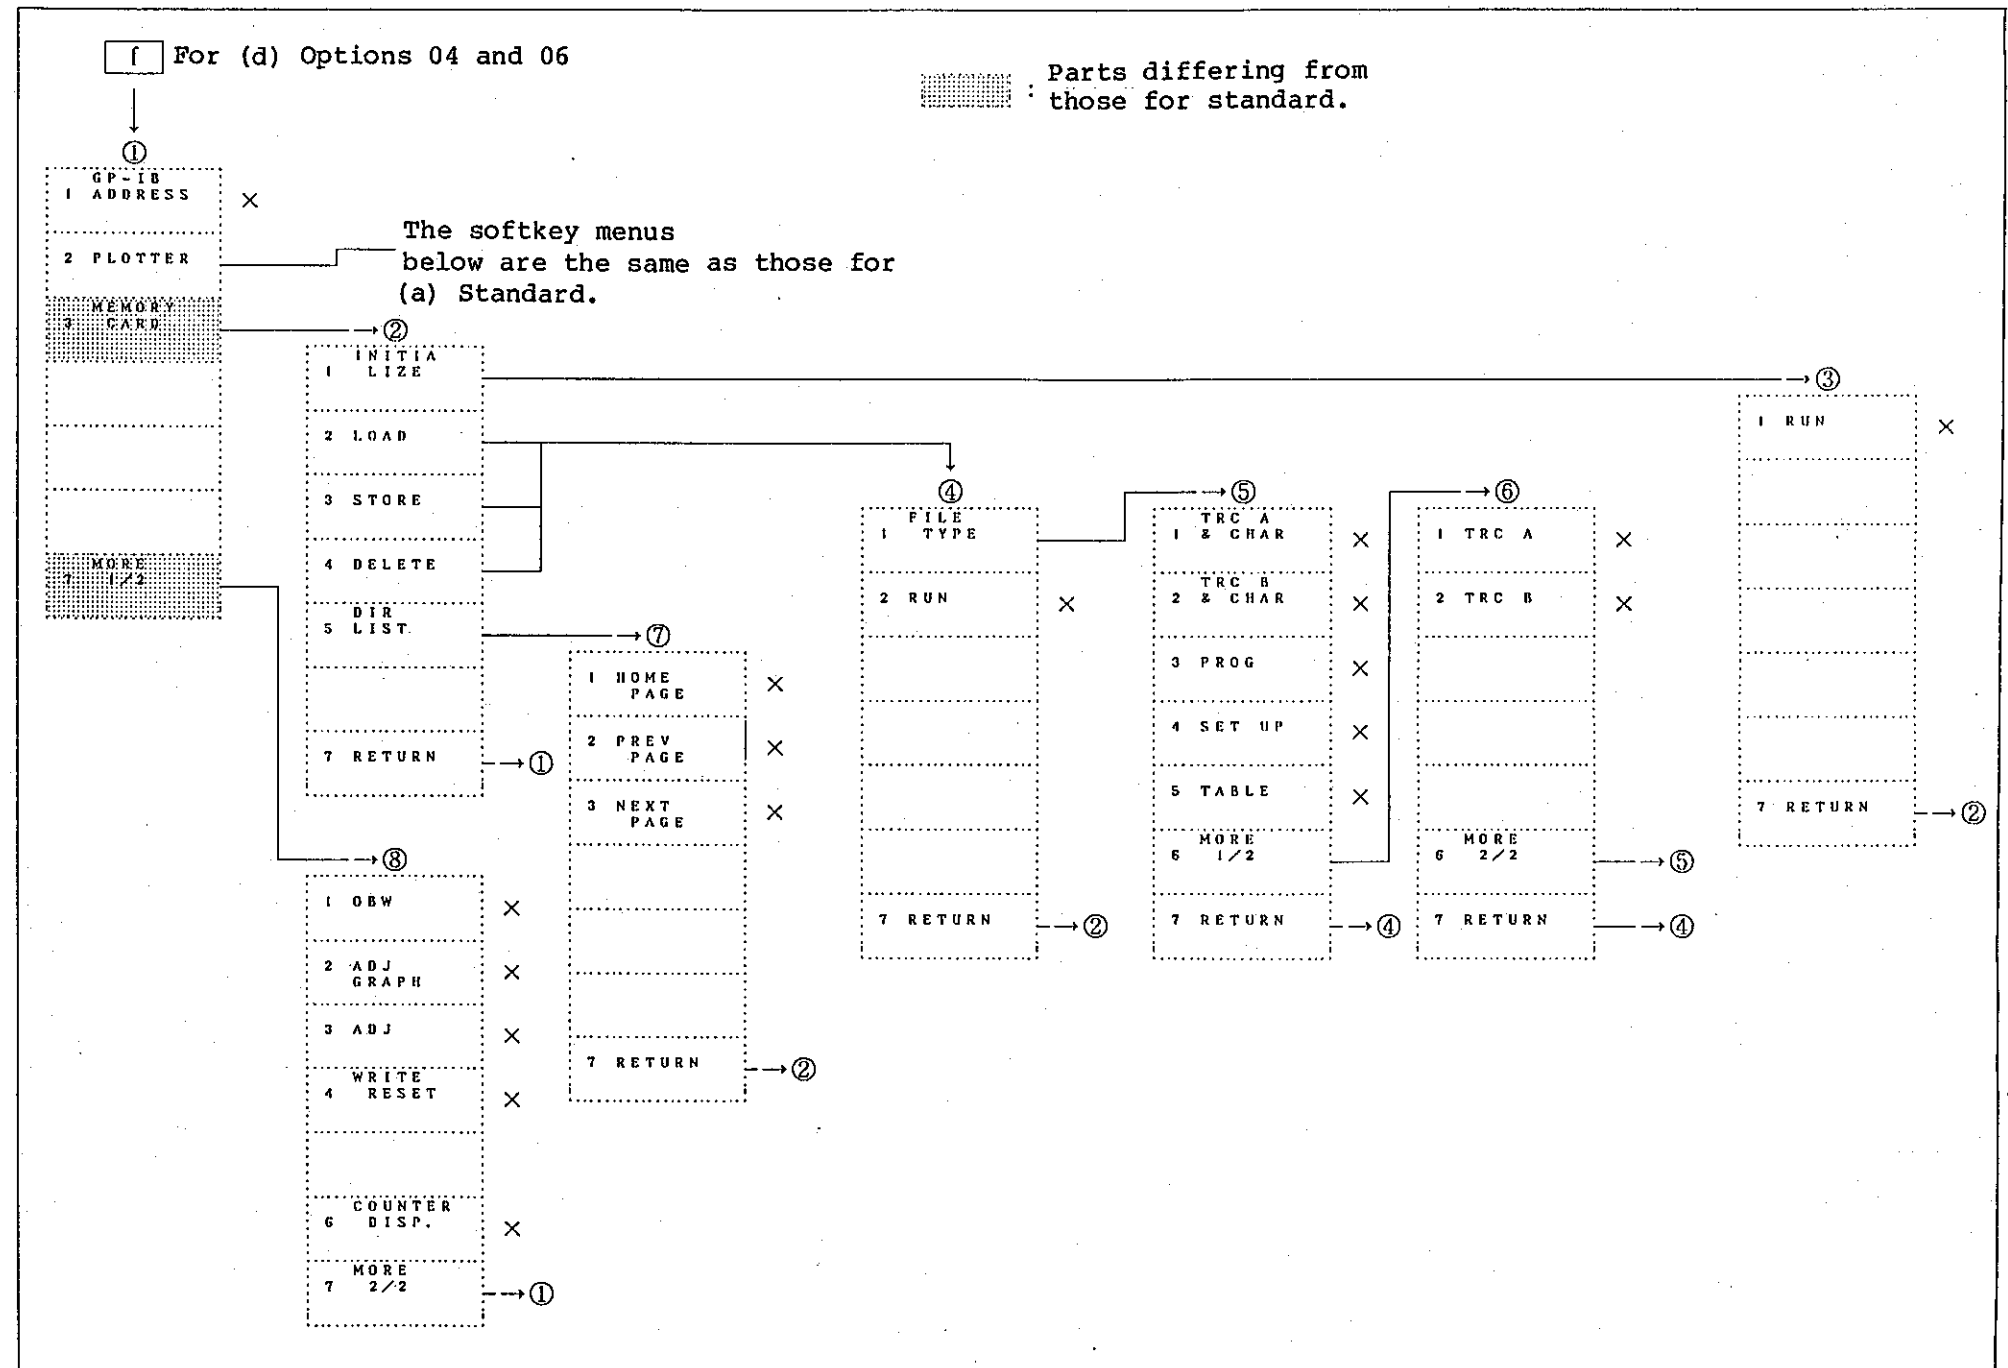 f For (d) Options 04 and 06
: Parts differing from
those for standard.
①
GP-IB
1 ADDRESS ×
2 PLOTTER
The softkey menus
below are the same as those for
(a) Standard.
MEMORY
3 CARD
MORE
7 1/2
②
INITIA
1 LIZE
2 LOAD
3 STORE
4 DELETE
DIR
5 LIST
7 RETURN ①
③
1 RUN ×
7 RETURN ②
④
FILE
1 TYPE
2 RUN ×
7 RETURN ②
⑤
TRC A
1 & CHAR ×
TRC B
2 & CHAR ×
3 PROG ×
4 SET UP ×
5 TABLE ×
MORE
6 1/2
7 RETURN ④
⑥
1 TRC A ×
2 TRC B ×
MORE
6 2/2 ⑤
7 RETURN ④
⑦
1 HOME
PAGE ×
2 PREV
PAGE ×
3 NEXT
PAGE ×
7 RETURN ②
⑧
1 OBW ×
2 ADJ
GRAPH ×
3 ADJ ×
WRITE
4 RESET ×
COUNTER
6 DISP. ×
MORE
7 2/2 ①